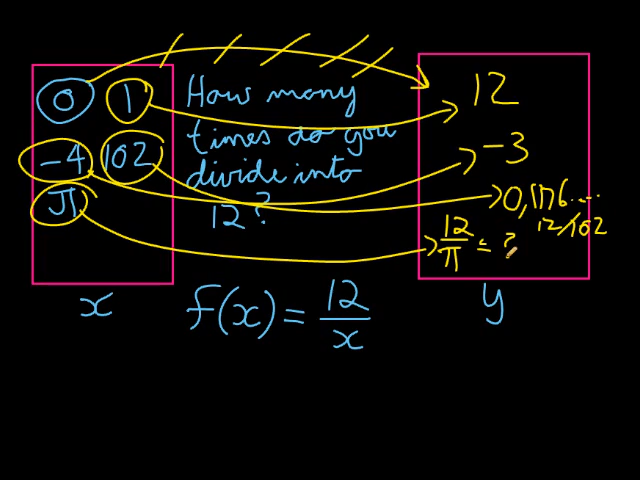 0 1 How many 12
-4 102 times do you -3
divide into
π 12? 0,1176....
12/102
12/π = ?
x f(x) = 12/x y